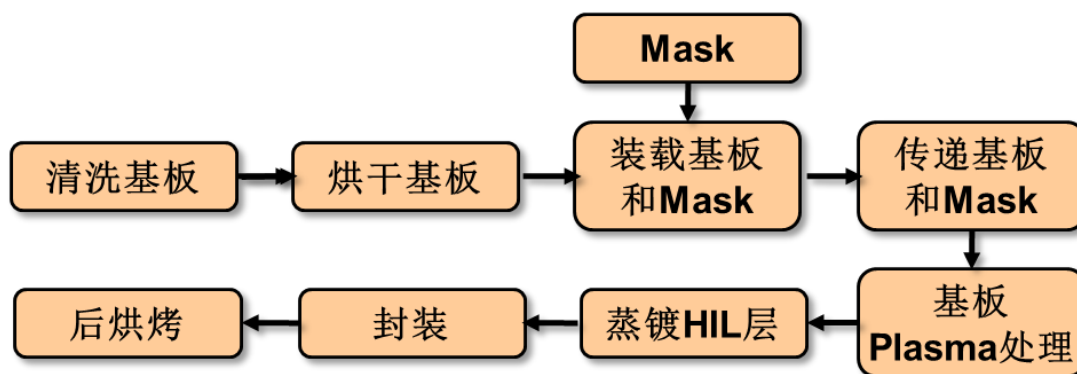 Mask
清洗基板
烘干基板
装载基板
和Mask
传递基板
和Mask
基板
Plasma处理
蒸镀HIL层
封装
后烘烤